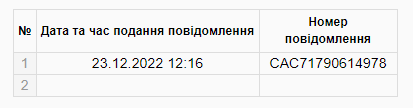 № Дата та час подання повідомлення Номер повідомлення
1 23.12.2022 12:16 CAC71790614978
2